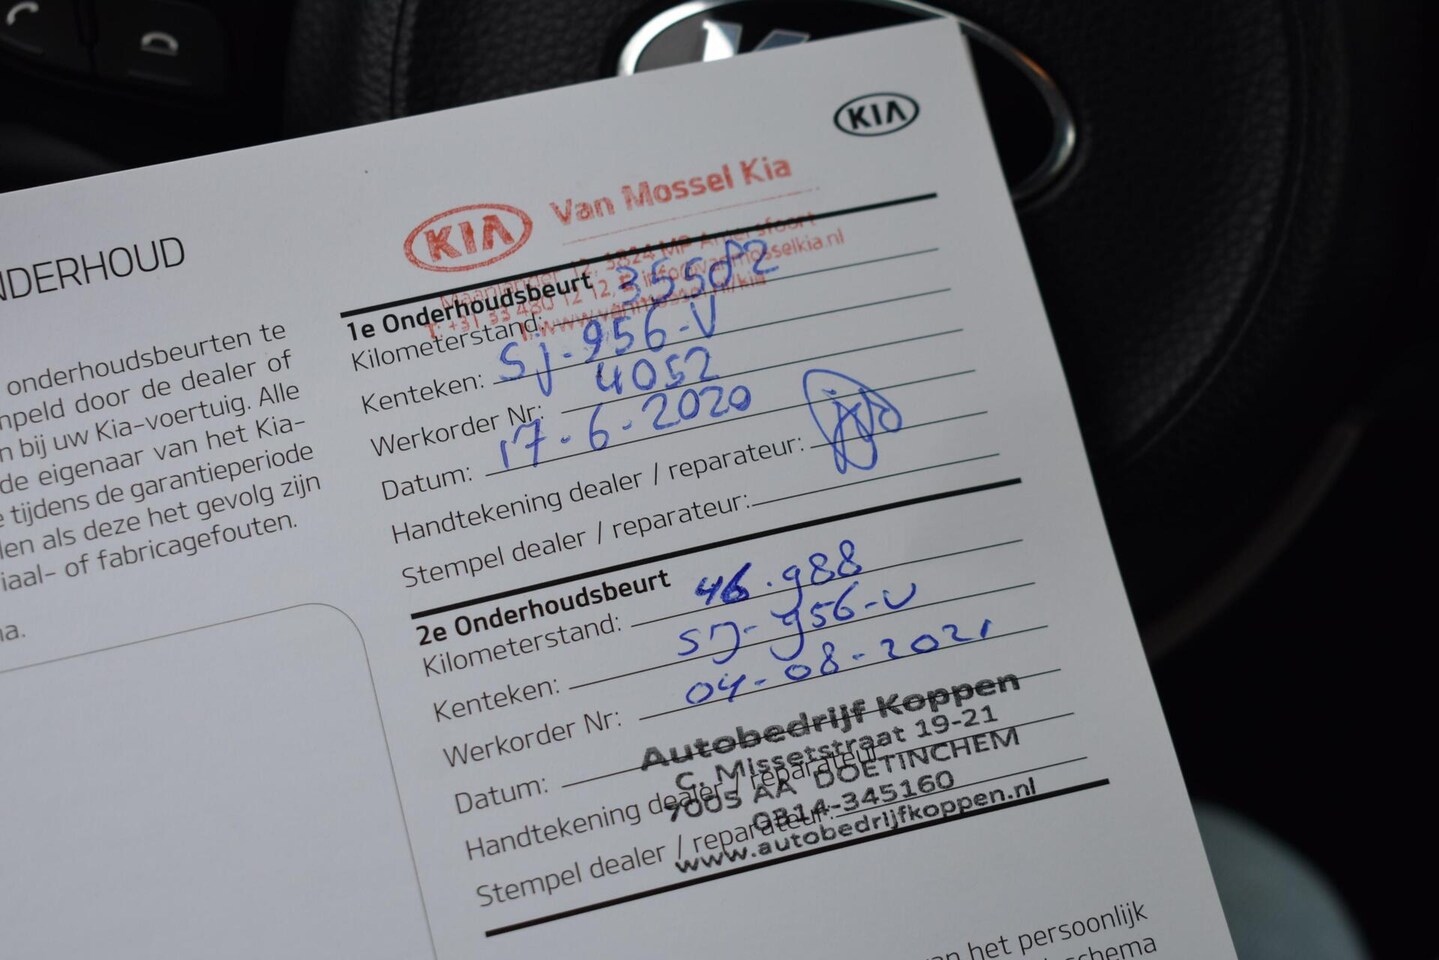 KIA
KIA Van Mossel Kia
NDERHOUD
onderhoudsbeurten te
npeld door de dealer of
n bij uw Kia-voertuig. Alle
de eigenaar van het Kia-
tijdens de garantieperiode
len als deze het gevolg zijn
iaal- of fabricagefouten.
ma.
1e Onderhoudsbeurt
Kilometerstand:
Kenteken: SJ-956-V
Werkorder Nr: 4052
Datum: 17-6-2020
Handtekening dealer / reparateur:
Stempel dealer / reparateur:
2e Onderhoudsbeurt
Kilometerstand: 46.988
Kenteken: SJ-956-V
Werkorder Nr: 04-08-2021
Datum:
Handtekening dealer / reparateur:
Stempel dealer / reparateur:
Autobedrijf Koppen
C. Missetstraat 19-21
7005 AA DOETINCHEM
0314-345160
www.autobedrijfkoppen.nl
an het persoonlijk
schema